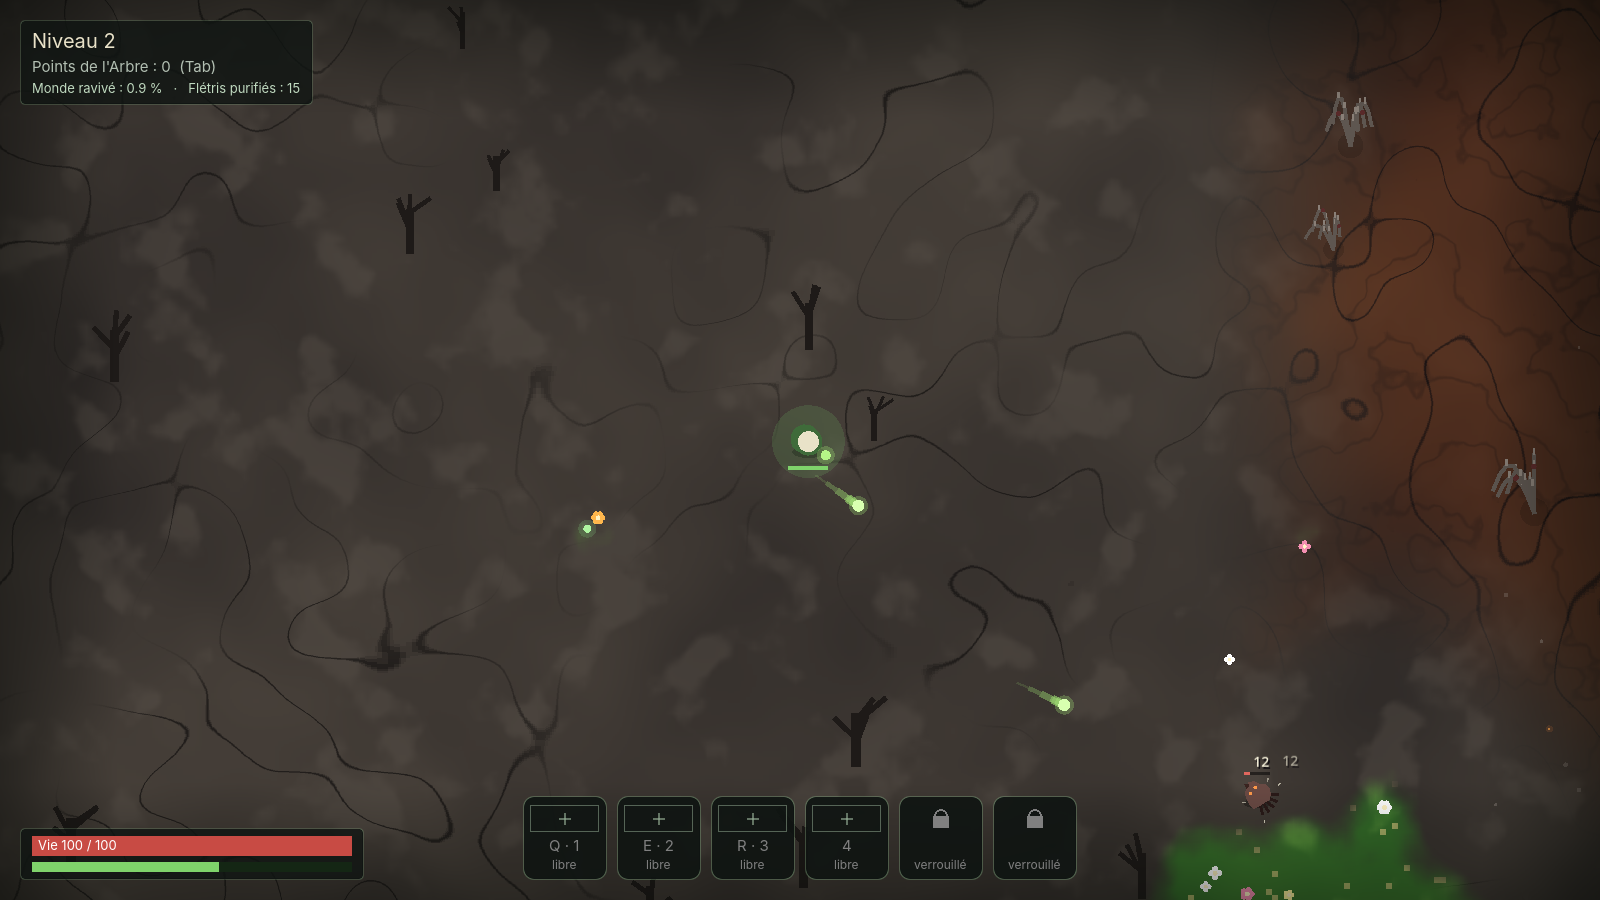 Niveau 2
Points de l'Arbre : 0 (Tab)
Monde ravivé : 0.9 % · Flétris purifiés : 15
12 12
Vie 100 / 100
+ + + +
Q · 1 E · 2 R · 3 4
libre libre libre libre verrouillé verrouillé